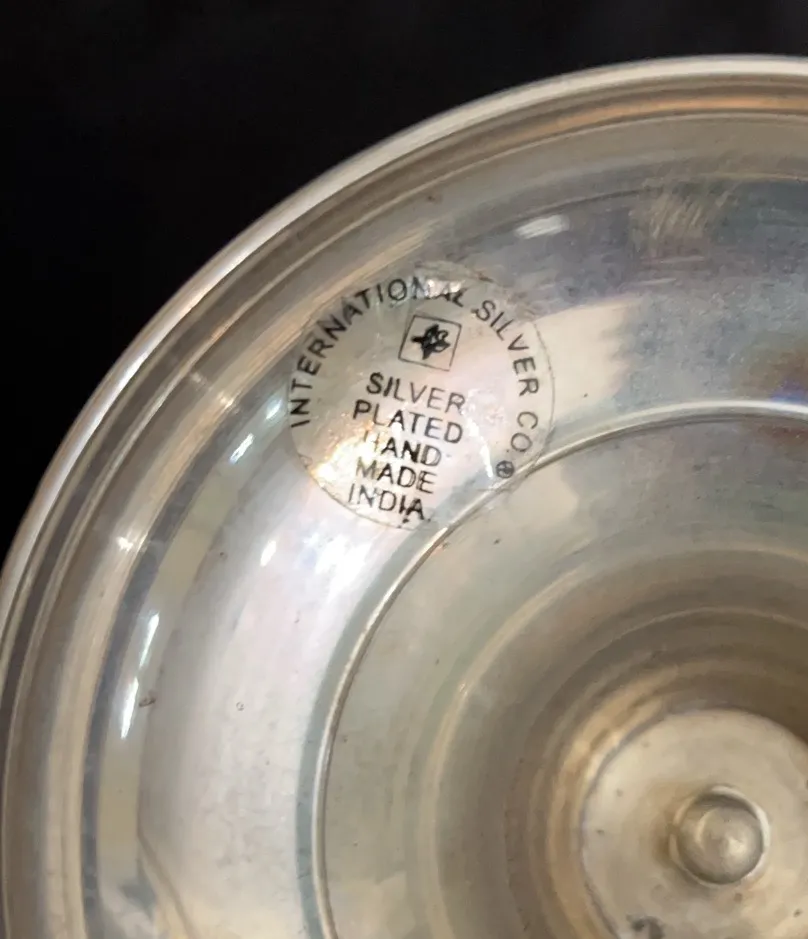 INTERNATIONAL SILVER CO.
SILVER
PLATED
HAND
MADE
INDIA